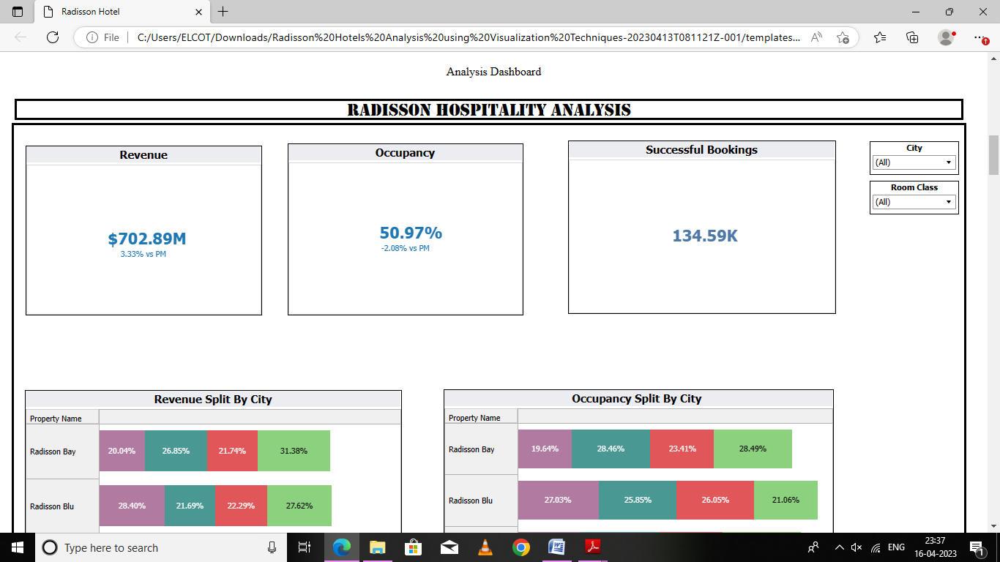 Radisson Hotel
File
C:/Users/ELCOT/Downloads/Radisson%20Hotels%20Analysis%20using%20Visualization%20Techniques-20230413T081121Z-001/templates...
Analysis Dashboard
RADISSON HOSPITALITY ANALYSIS
Revenue
$702.89M
3.33% vs PM
Occupancy
50.97%
-2.08% vs PM
Successful Bookings
134.59K
City
(All)
Room Class
(All)
Revenue Split By City
Property Name
Radisson Bay 20.04% 26.85% 21.74% 31.38%
Radisson Blu 28.40% 21.69% 22.29% 27.62%
Occupancy Split By City
Property Name
Radisson Bay 19.64% 28.46% 23.41% 28.49%
Radisson Blu 27.03% 25.85% 26.05% 21.06%
Type here to search
ENG
23:37
16-04-2023
1